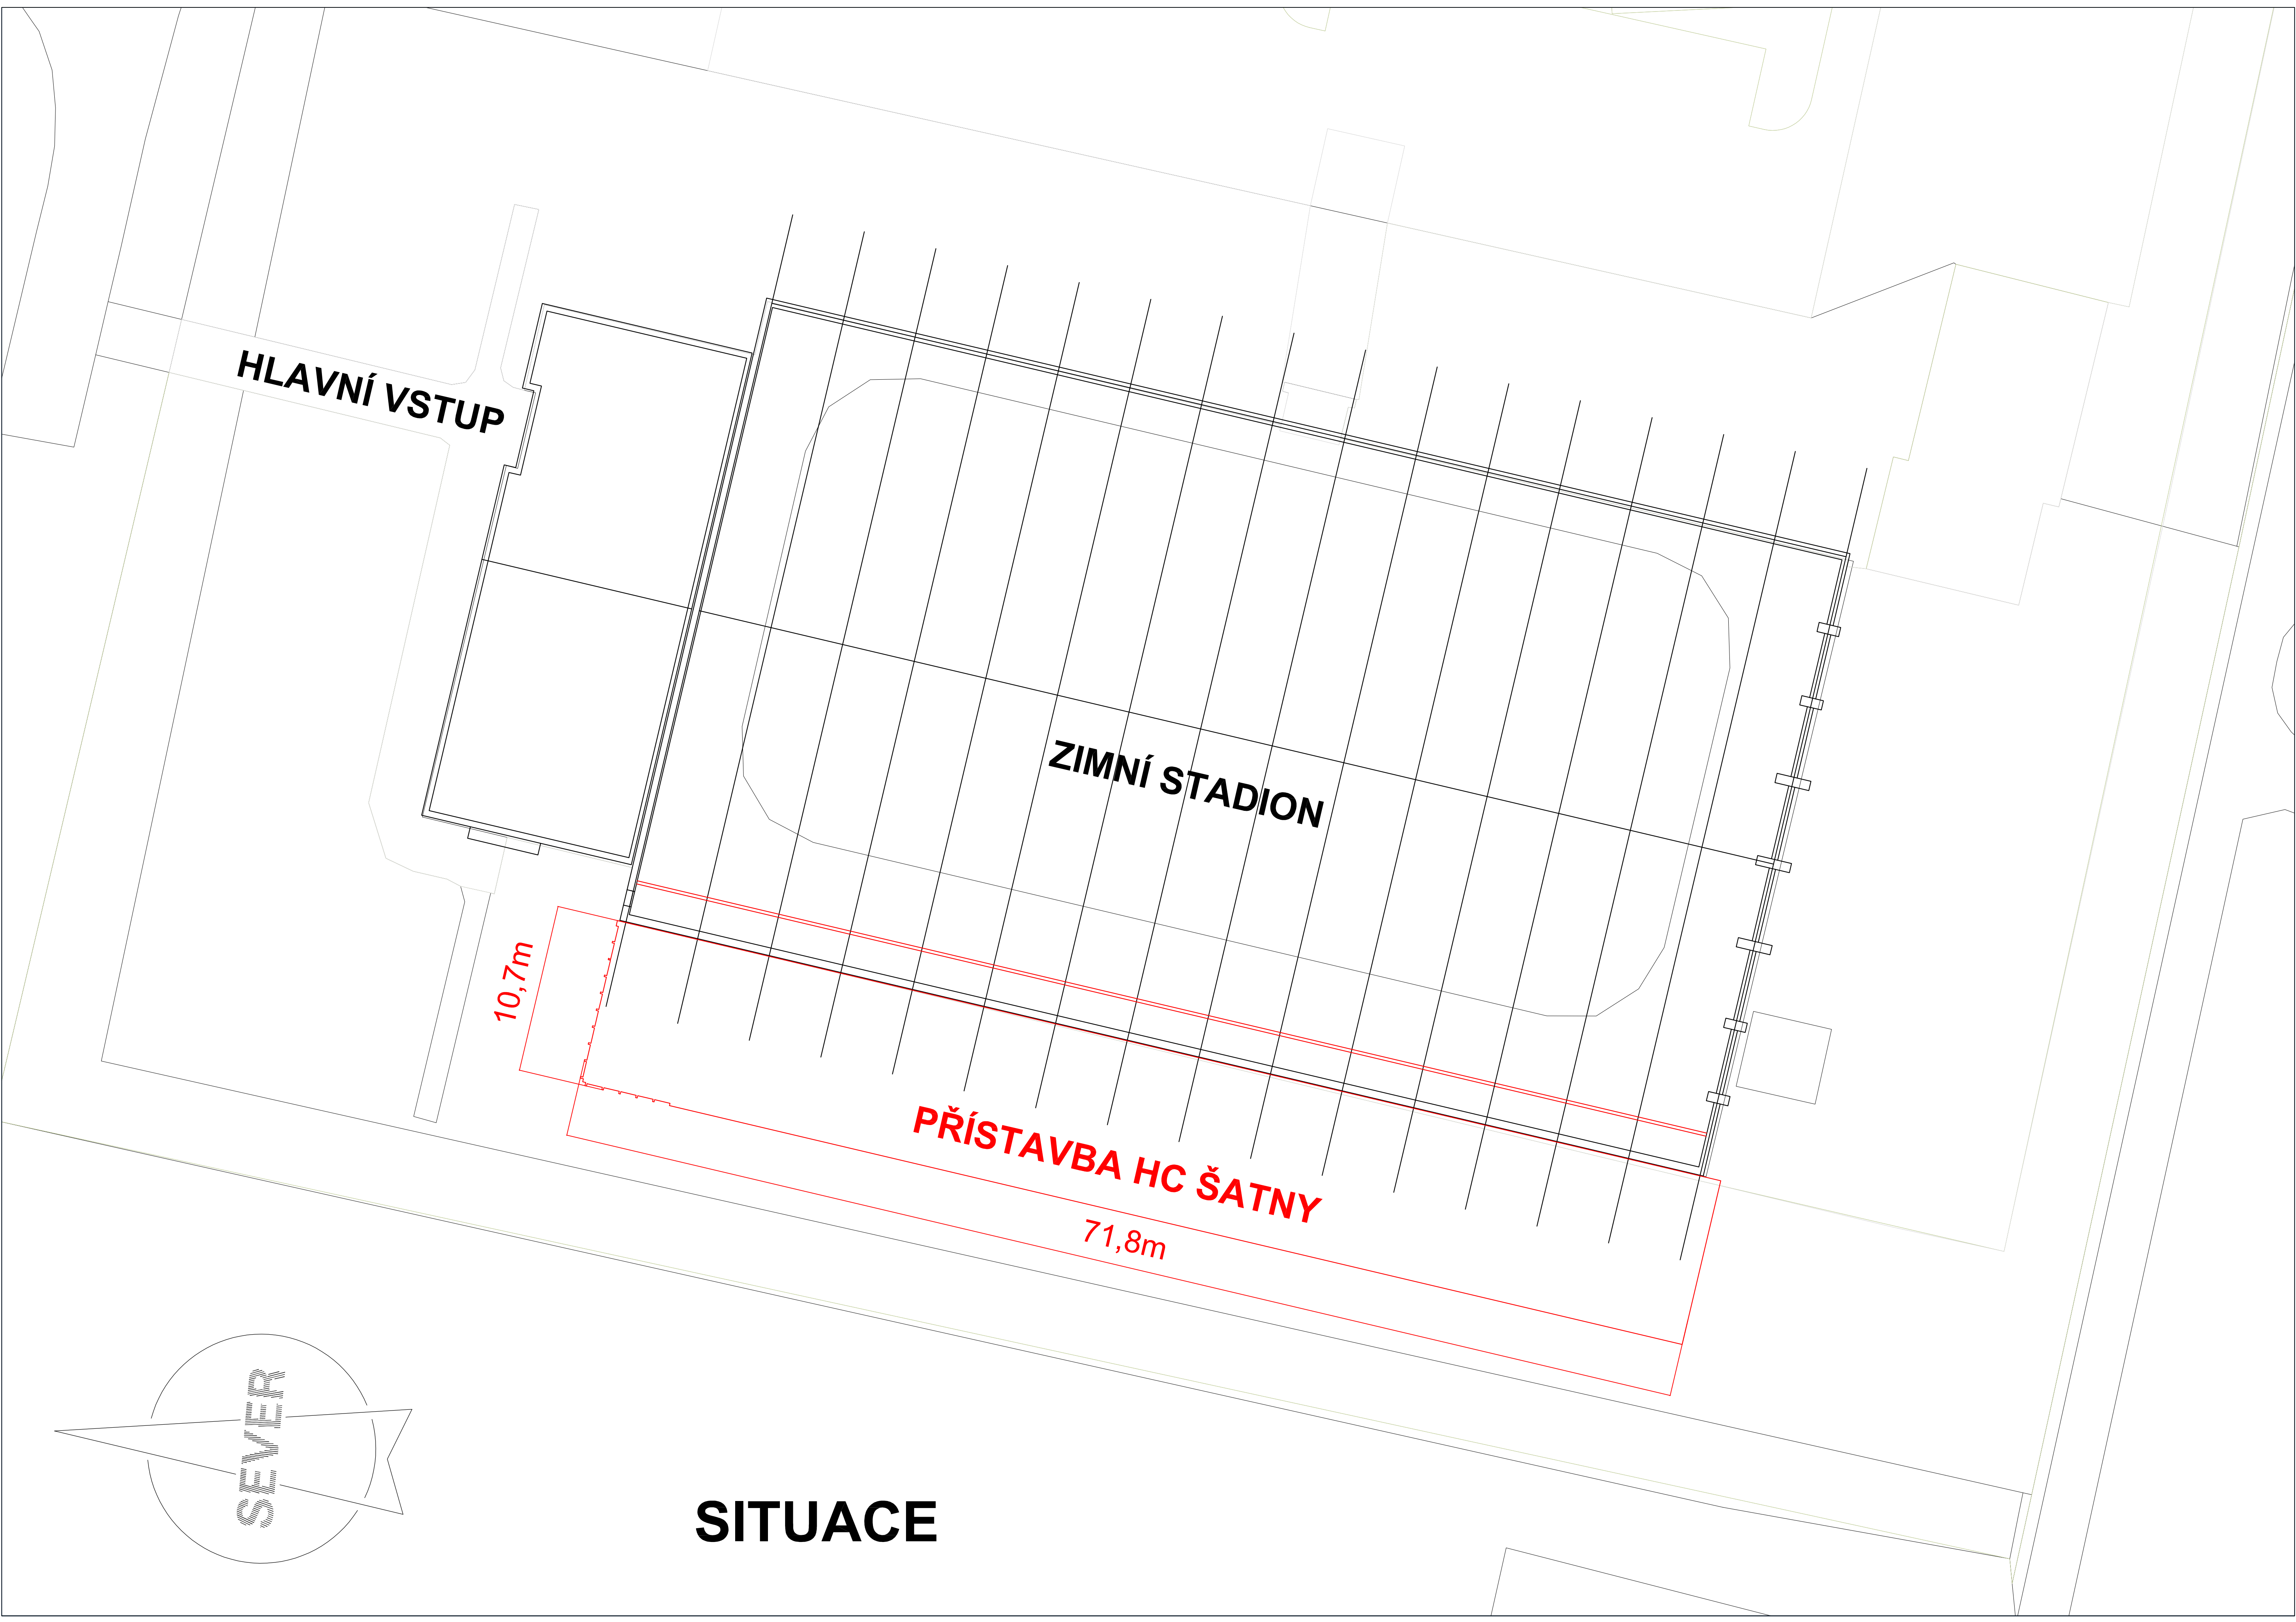 HLAVNÍ VSTUP
ZIMNÍ STADION
10,7m
PŘÍSTAVBA HC ŠATNY
71,8m
SEVER
SITUACE